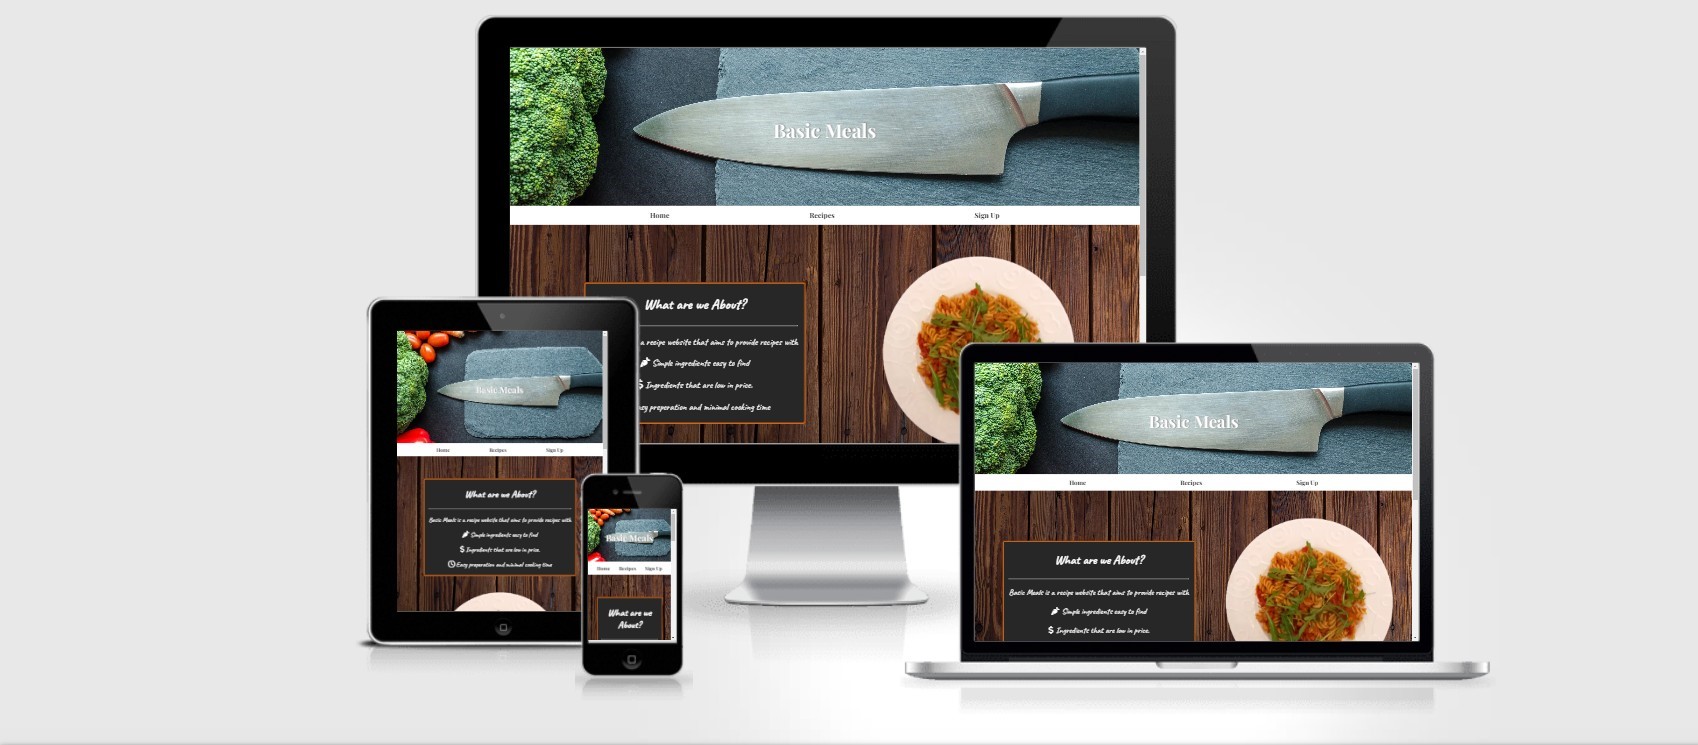 Basic Meals
Home Recipes Sign Up
What are we About?
a recipe website that aims to provide recipes with
Simple ingredients easy to find
$ Ingredients that are low in price.
easy preparation and minimal cooking time
Basic Meals
Home Recipes Sign Up
What are we About?
Basic Meals is a recipe website that aims to provide recipes with
Simple ingredients easy to find
$ Ingredients that are low in price.
Easy preparation and minimal cooking time
Basic Meals
Home Recipes Sign Up
What are we
About?
Basic Meals
Home Recipes Sign Up
What are we About?
Basic Meals is a recipe website that aims to provide recipes with
Simple ingredients easy to find
$ Ingredients that are low in price.